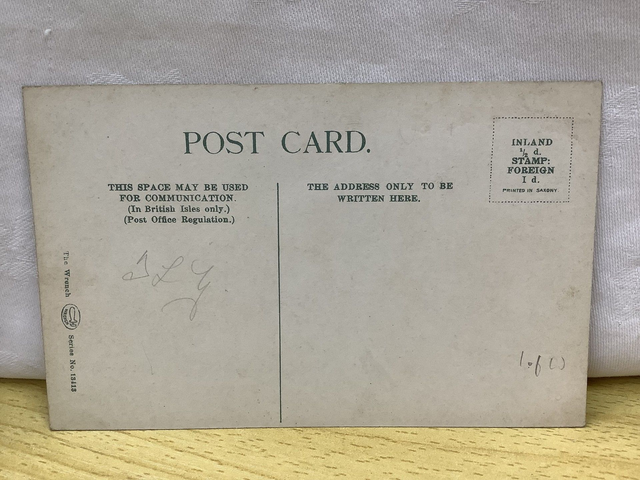 POST CARD.
THIS SPACE MAY BE USED
FOR COMMUNICATION.
(In British Isles only.)
(Post Office Regulation.)
THE ADDRESS ONLY TO BE
WRITTEN HERE.
INLAND
½ d.
STAMP:
FOREIGN
1 d.
PRINTED IN SAXONY
The Wrench
Series No. 13413